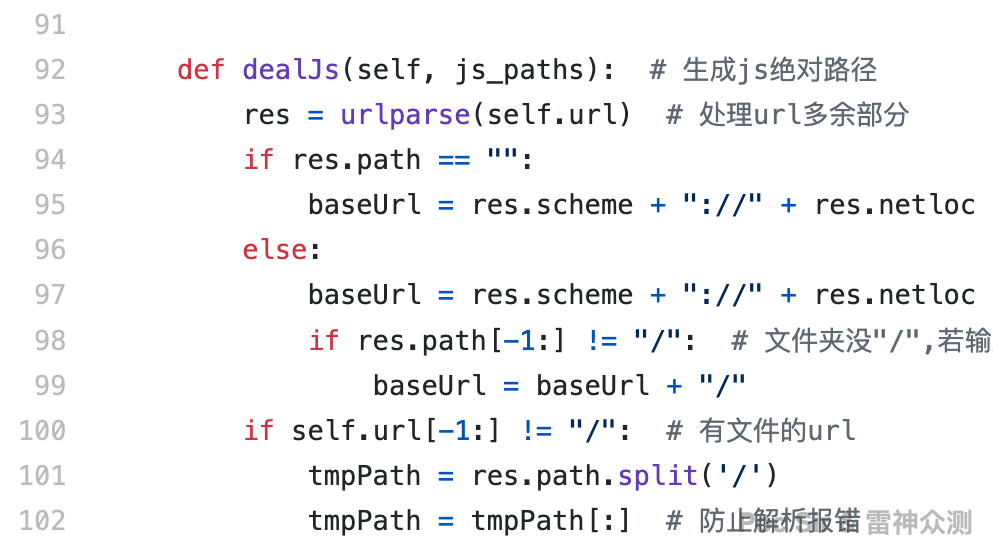 91
92 def dealJs(self, js_paths): # 生成js绝对路径
93 res = urlparse(self.url) # 处理url多余部分
94 if res.path == "":
95 baseUrl = res.scheme + "://" + res.netloc
96 else:
97 baseUrl = res.scheme + "://" + res.netloc
98 if res.path[-1:] != "/": # 文件夹没"/",若输
99 baseUrl = baseUrl + "/"
100 if self.url[-1:] != "/": # 有文件的url
101 tmpPath = res.path.split('/')
102 tmpPath = tmpPath[:] # 防止解析报错
雷神众测